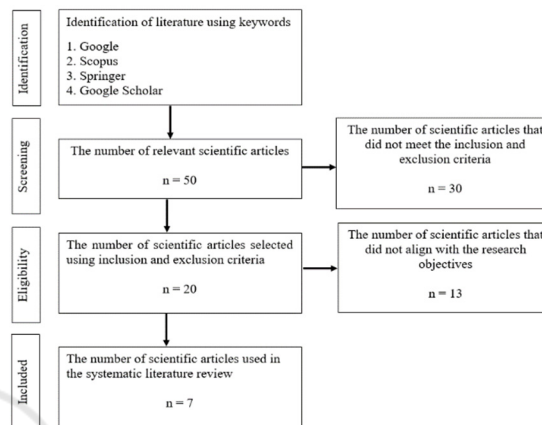 Identification
Identification of literature using keywords
1. Google
2. Scopus
3. Springer
4. Google Scholar
Screening
The number of relevant scientific articles
n = 50
The number of scientific articles that
did not meet the inclusion and
exclusion criteria
n = 30
Eligibility
The number of scientific articles selected
using inclusion and exclusion criteria
n = 20
The number of scientific articles that
did not align with the research
objectives
n = 13
Included
The number of scientific articles used in
the systematic literature review
n = 7